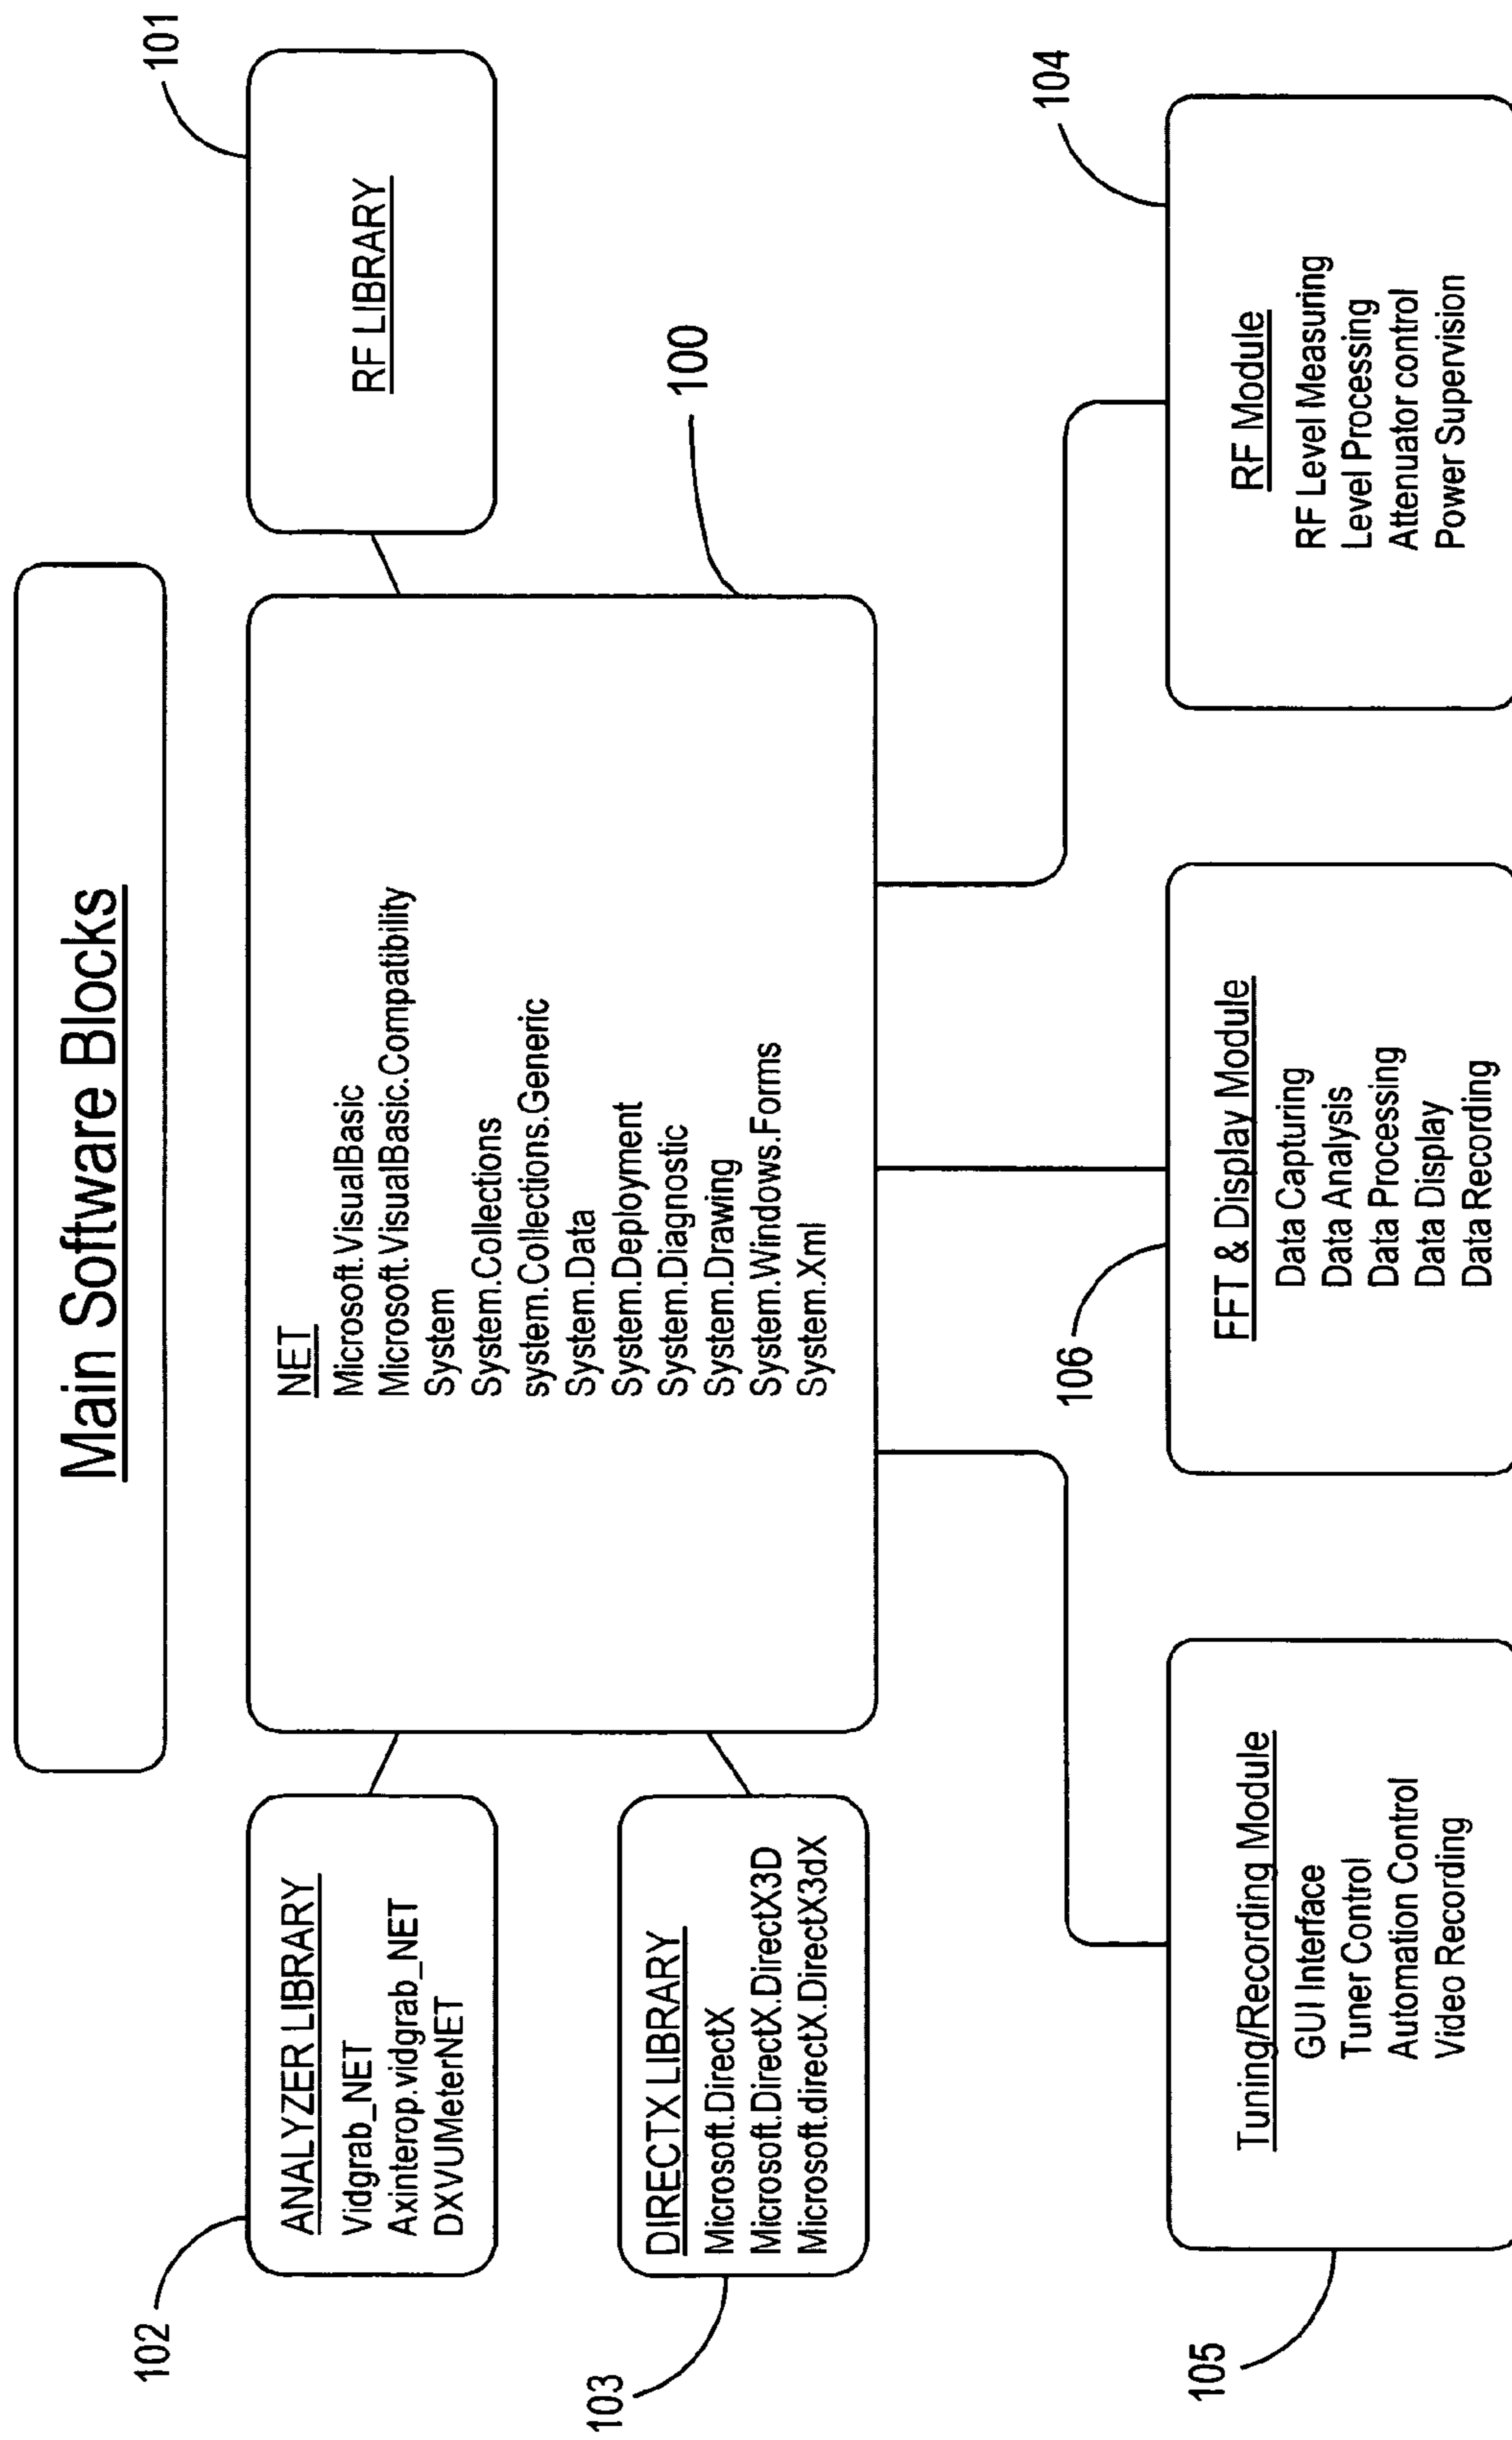 Main Software Blocks
102
ANALYZER LIBRARY
Vidgrab_NET
Axinterop.vidgrab_NET
DXVUMeterNET
103
DIRECTX LIBRARY
Microsoft.DirectX
Microsoft.DirectX.DirectX3D
Microsoft.directX.DirectX3dX
NET
Microsoft.VisualBasic
Microsoft.VisualBasic.Compatibility
System
System.Collections
system.Collections.Generic
System.Data
System.Deployment
System.Diagnostic
System.Drawing
System.Windows.Forms
System.Xml
100
101
RF LIBRARY
105
Tuning/Recording Module
GUI Interface
Tuner Control
Automation Control
Video Recording
106
FFT & Display Module
Data Capturing
Data Analysis
Data Processing
Data Display
Data Recording
104
RF Module
RF Level Measuring
Level Processing
Attenuator control
Power Supervision